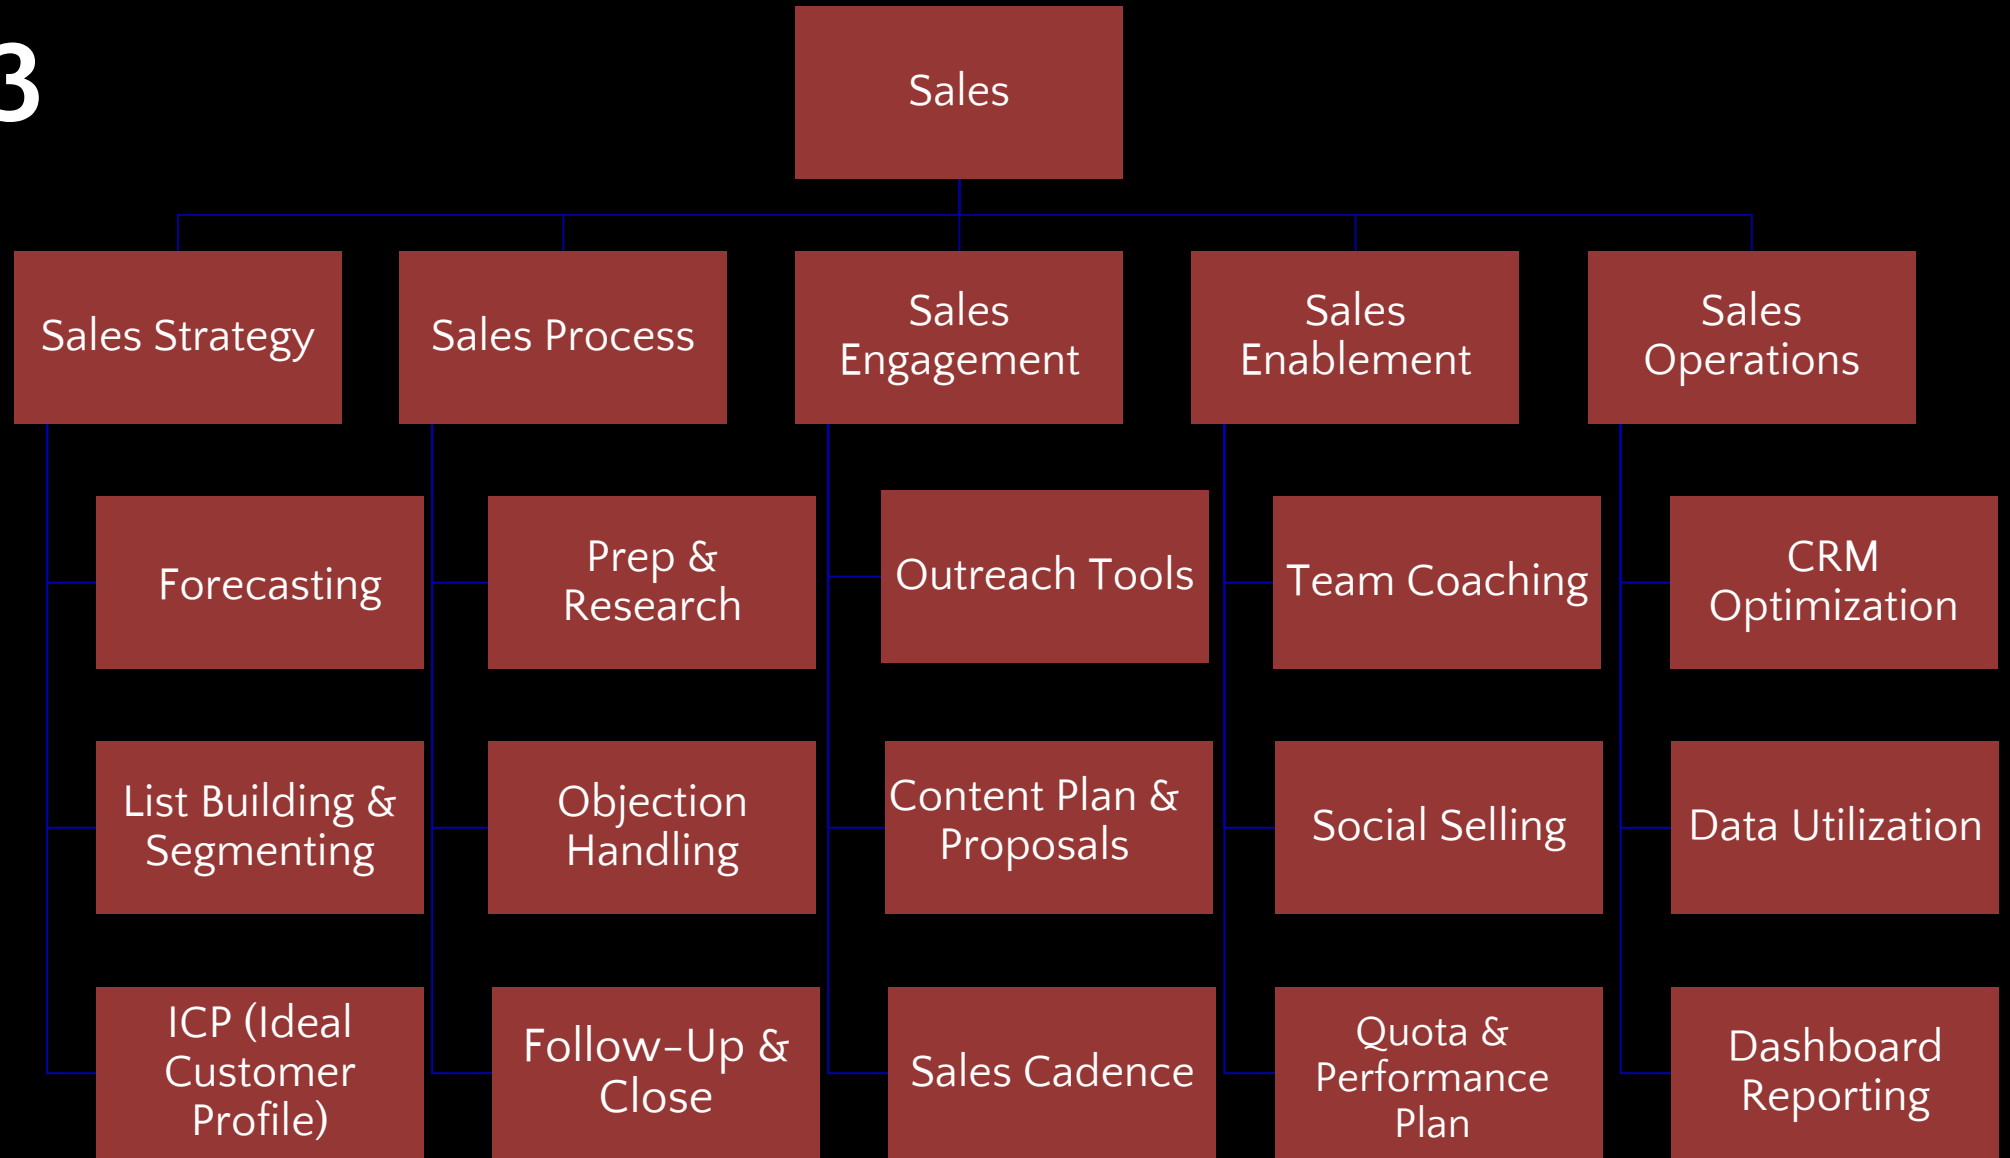 3
Sales
Sales Strategy
Sales Process
Sales
Engagement
Sales
Enablement
Sales
Operations
Forecasting
Prep &
Research
Outreach Tools
Team Coaching
CRM
Optimization
List Building &
Segmenting
Objection
Handling
Content Plan &
Proposals
Social Selling
Data Utilization
ICP (Ideal
Customer
Profile)
Follow-Up &
Close
Sales Cadence
Quota &
Performance
Plan
Dashboard
Reporting